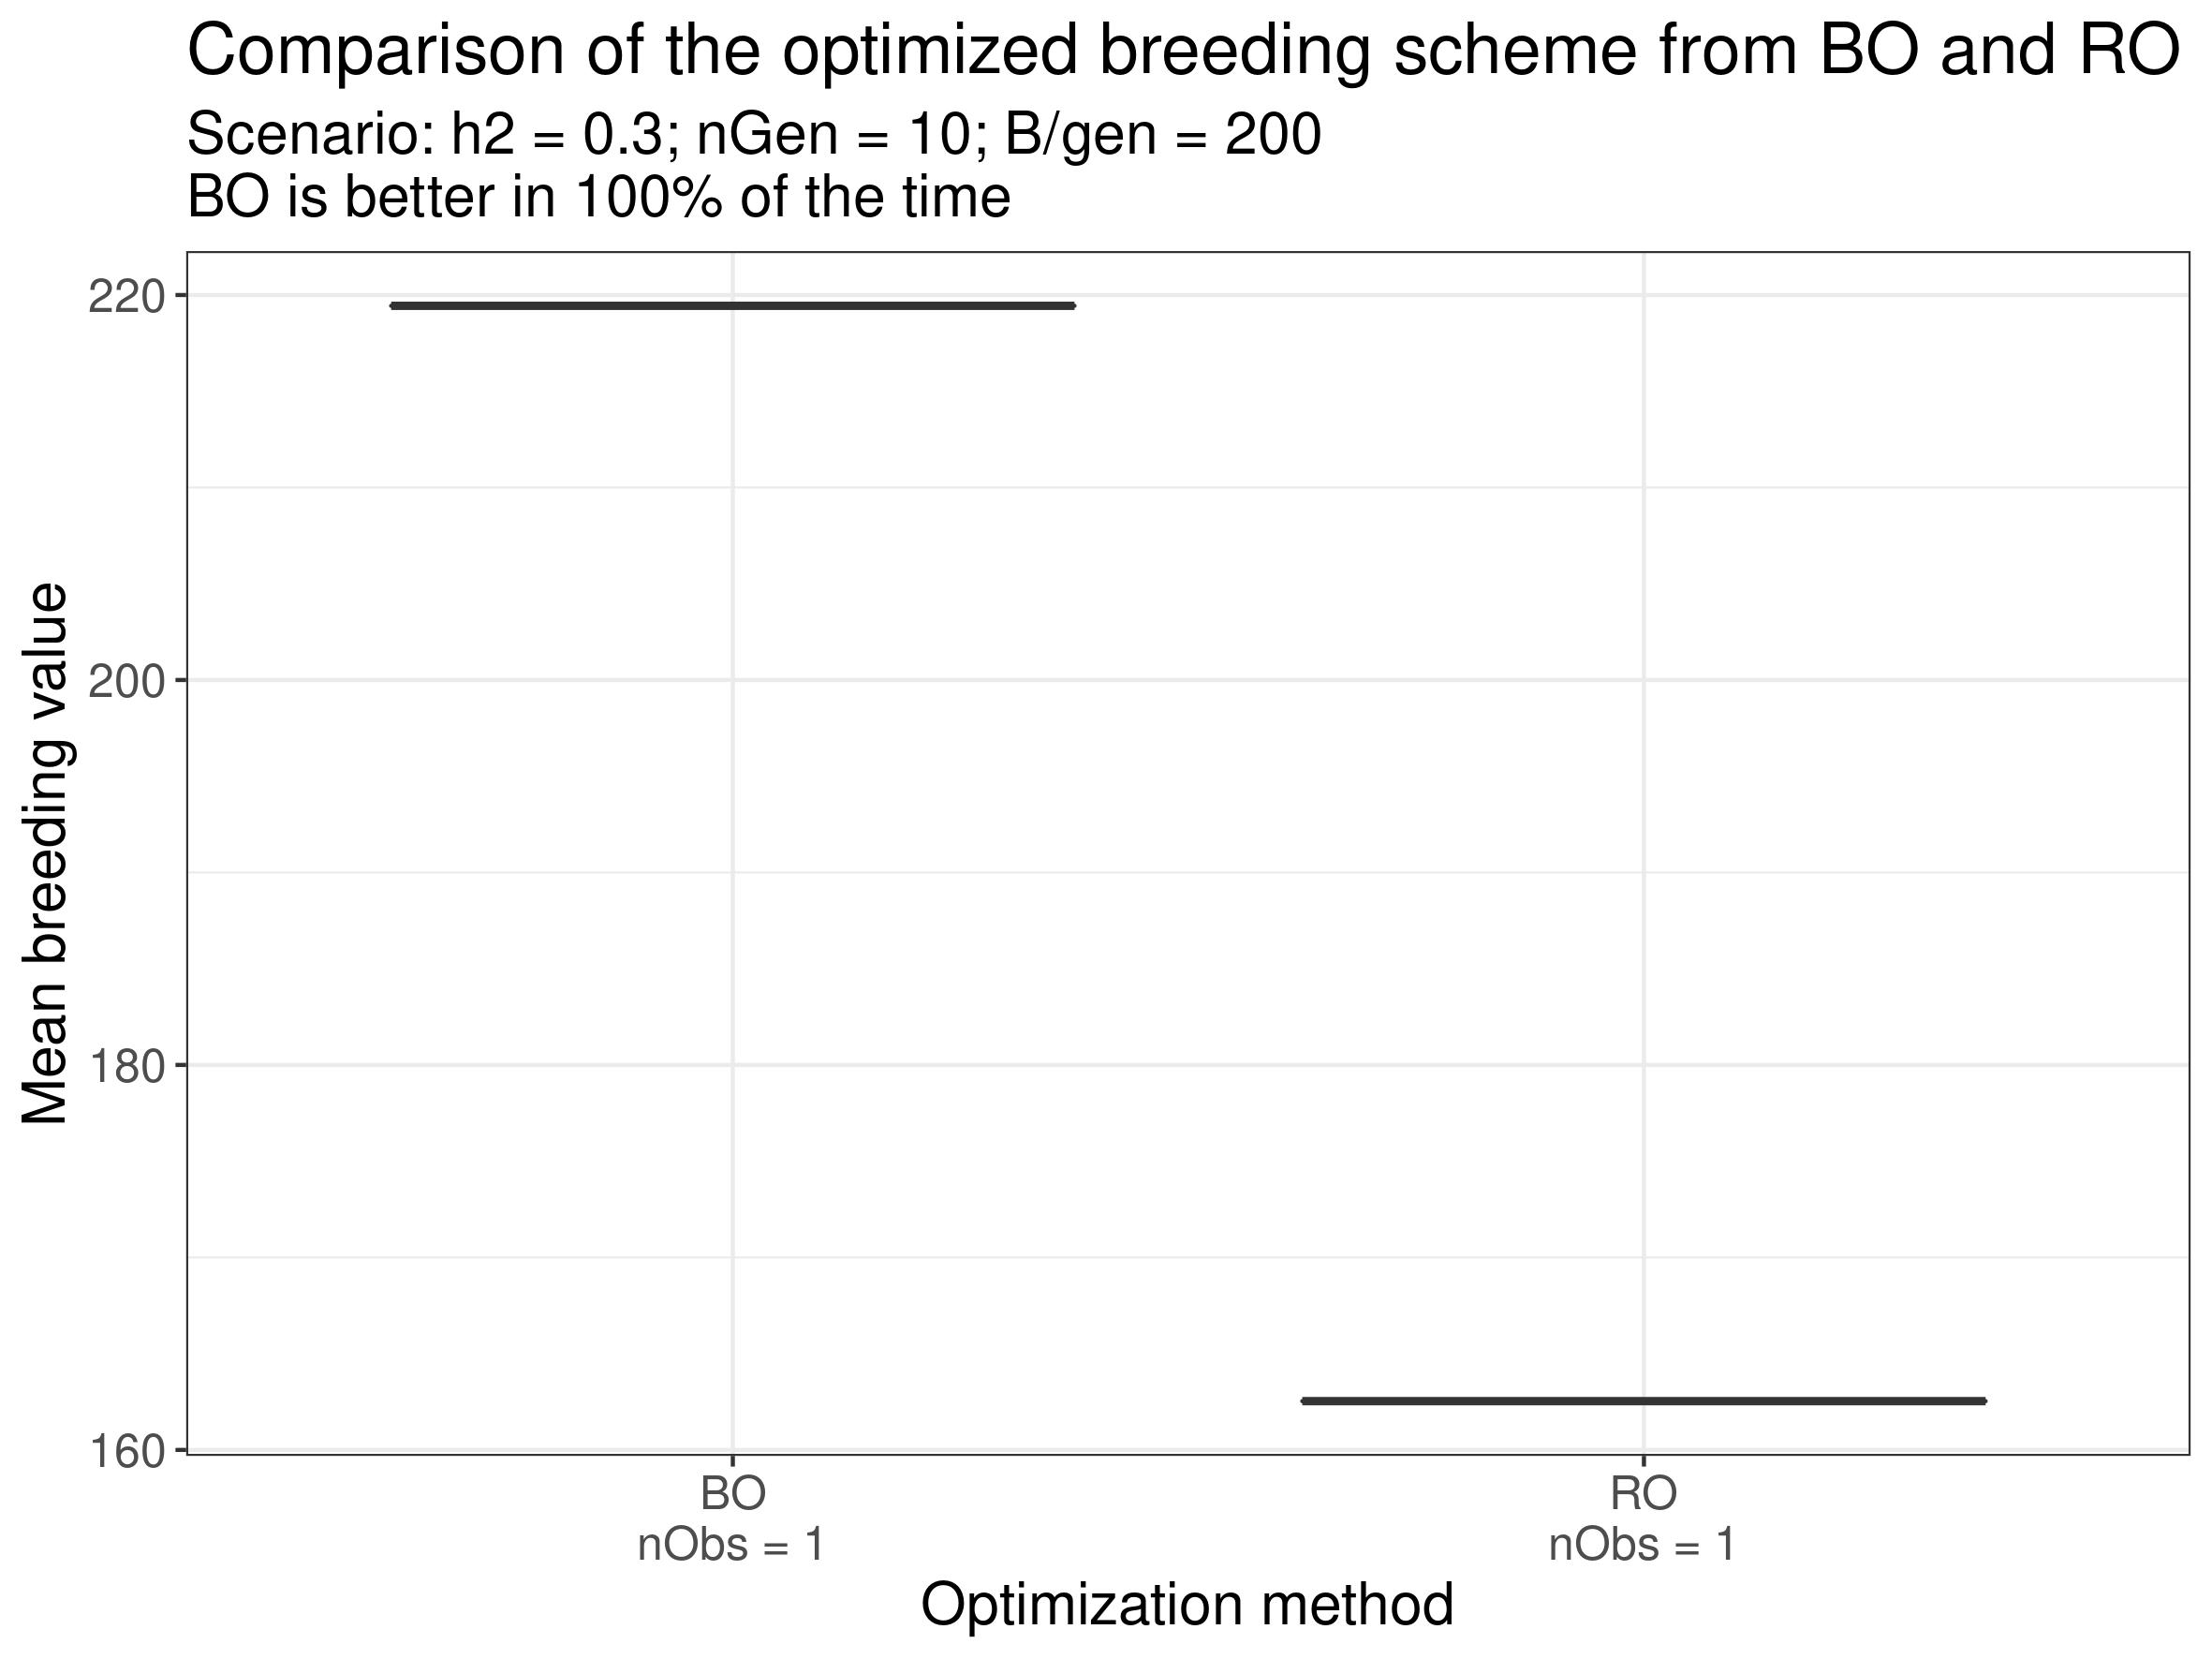 Comparison of the optimized breeding scheme from BO and RO
Scenario: h2 = 0.3; nGen = 10; B/gen = 200
BO is better in 100% of the time
Mean breeding value
220
200
180
160
BO
nObs = 1
RO
nObs = 1
Optimization method